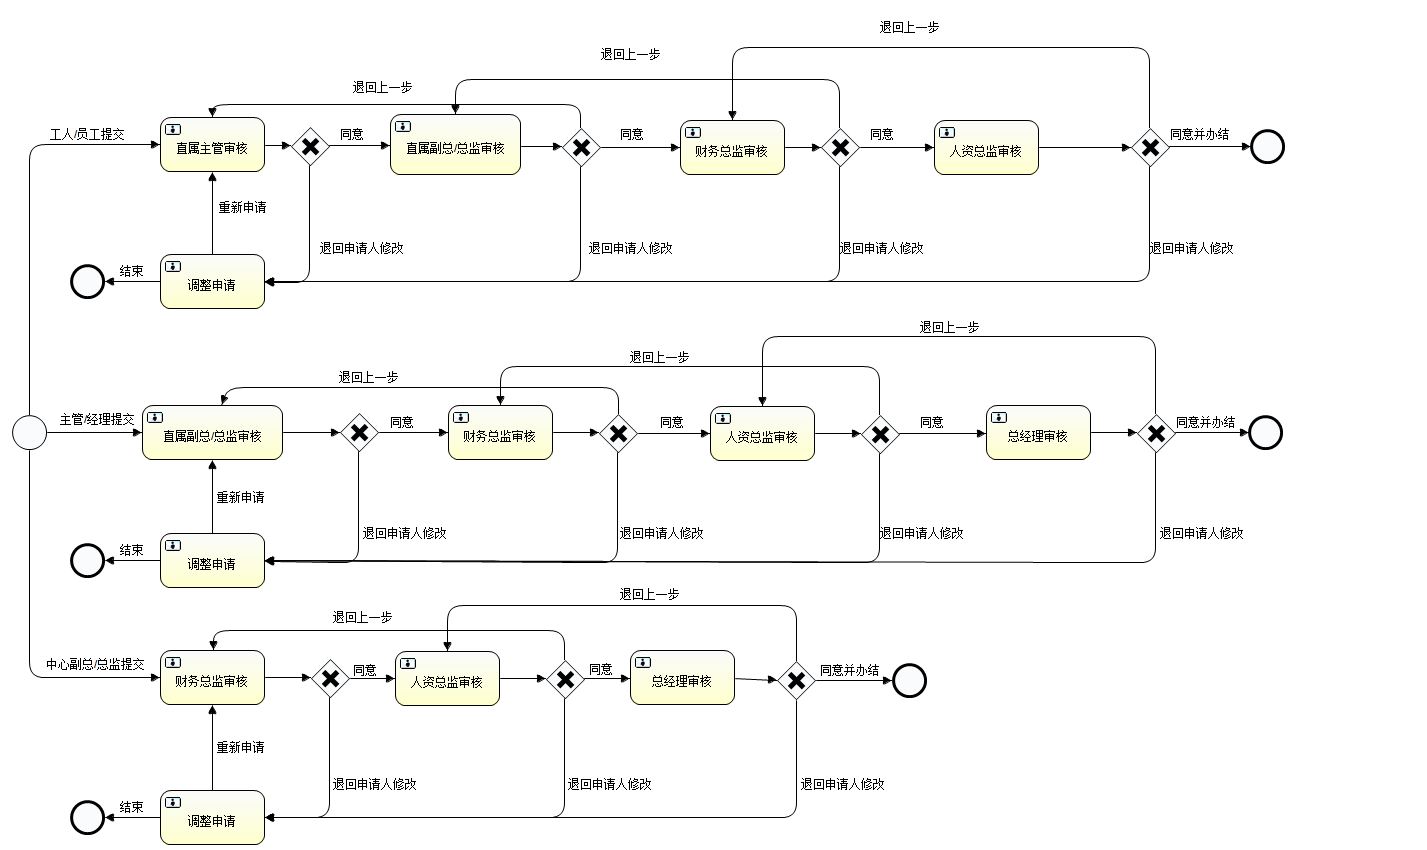 退回上一步
退回上一步
退回上一步
工人/员工提交
直属主管审核
同意
直属副总/总监审核
同意
财务总监审核
同意
人资总监审核
同意并办结
重新申请
退回申请人修改
退回申请人修改
退回申请人修改
退回申请人修改
结束
调整申请
退回上一步
退回上一步
退回上一步
主管/经理提交
直属副总/总监审核
同意
财务总监审核
同意
人资总监审核
同意
总经理审核
同意并办结
重新申请
退回申请人修改
退回申请人修改
退回申请人修改
退回申请人修改
结束
调整申请
退回上一步
退回上一步
中心副总/总监提交
财务总监审核
同意
人资总监审核
同意
总经理审核
同意并办结
重新申请
退回申请人修改
退回申请人修改
退回申请人修改
结束
调整申请